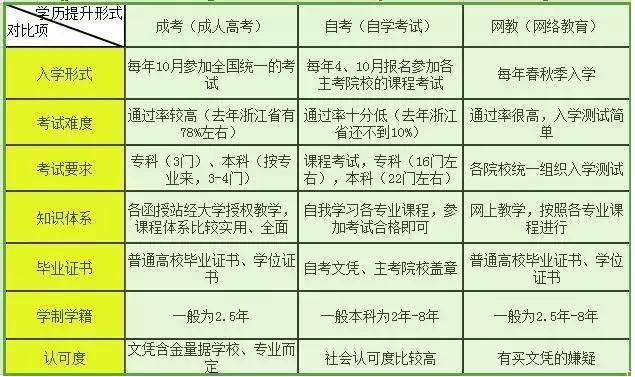 学历提升形式
对比项
成考（成人高考）
自考（自学考试）
网教（网络教育）
入学形式
每年10月参加全国统一的考
试
每年4、10月报名参加各
主考院校的课程考试
每年春秋季入学
考试难度
通过率较高（去年浙江省有
78%左右）
通过率十分低（去年浙江
省还不到10%）
通过率很高，入学测试简
单
考试要求
专科（3门）、本科（按专
业来，3-4门）
课程考试，专科（16门左
右），本科（22门左右）
各院校统一组织入学测试
知识体系
各函授站经大学授权教学，
课程体系比较实用、全面
自我学习各专业课程，参
加考试合格即可
网上教学，按照各专业课
程进行
毕业证书
普通高校毕业证书、学位证
书
自考文凭、主考院校盖章
普通高校毕业证书、学位
证书
学制学籍
一般为2.5年
一般本科为2年-8年
一般为2.5年-8年
认可度
文凭含金量据学校、专业而
定
社会认可度比较高
有买文凭的嫌疑